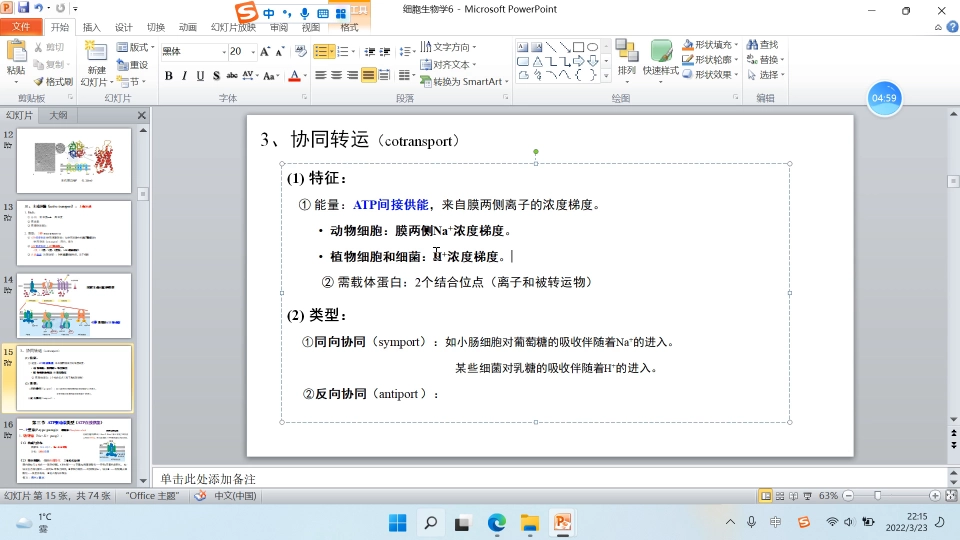 细胞生物学6 - Microsoft PowerPoint
中
工具
文件 开始 插入 设计 切换 动画 幻灯片放映 审阅 视图 格式
粘贴 剪切 复制 格式刷
剪贴板
新建 幻灯片 版式 重设 节
幻灯片
黑体 20
B I U S abc AV Aa A
字体
文字方向
对齐文本
转换为 SmartArt
段落
排列 快速样式
形状填充
形状轮廓
形状效果
绘图
查找
替换
选择
编辑
04:59
幻灯片 大纲
12
13
14
15
16
3、协同转运（cotransport）
(1) 特征：
① 能量：ATP间接供能，来自膜两侧离子的浓度梯度。
• 动物细胞：膜两侧Na⁺浓度梯度。
• 植物细胞和细菌：H⁺浓度梯度。
② 需载体蛋白：2个结合位点（离子和被转运物）
(2) 类型：
①同向协同（symport）：如小肠细胞对葡萄糖的吸收伴随着Na⁺的进入。
某些细菌对乳糖的吸收伴随着H⁺的进入。
②反向协同（antiport）：
单击此处添加备注
幻灯片 第 15 张，共 74 张 "Office 主题" 中文(中国) 63%
1°C
霾
中
22:15
2022/3/23